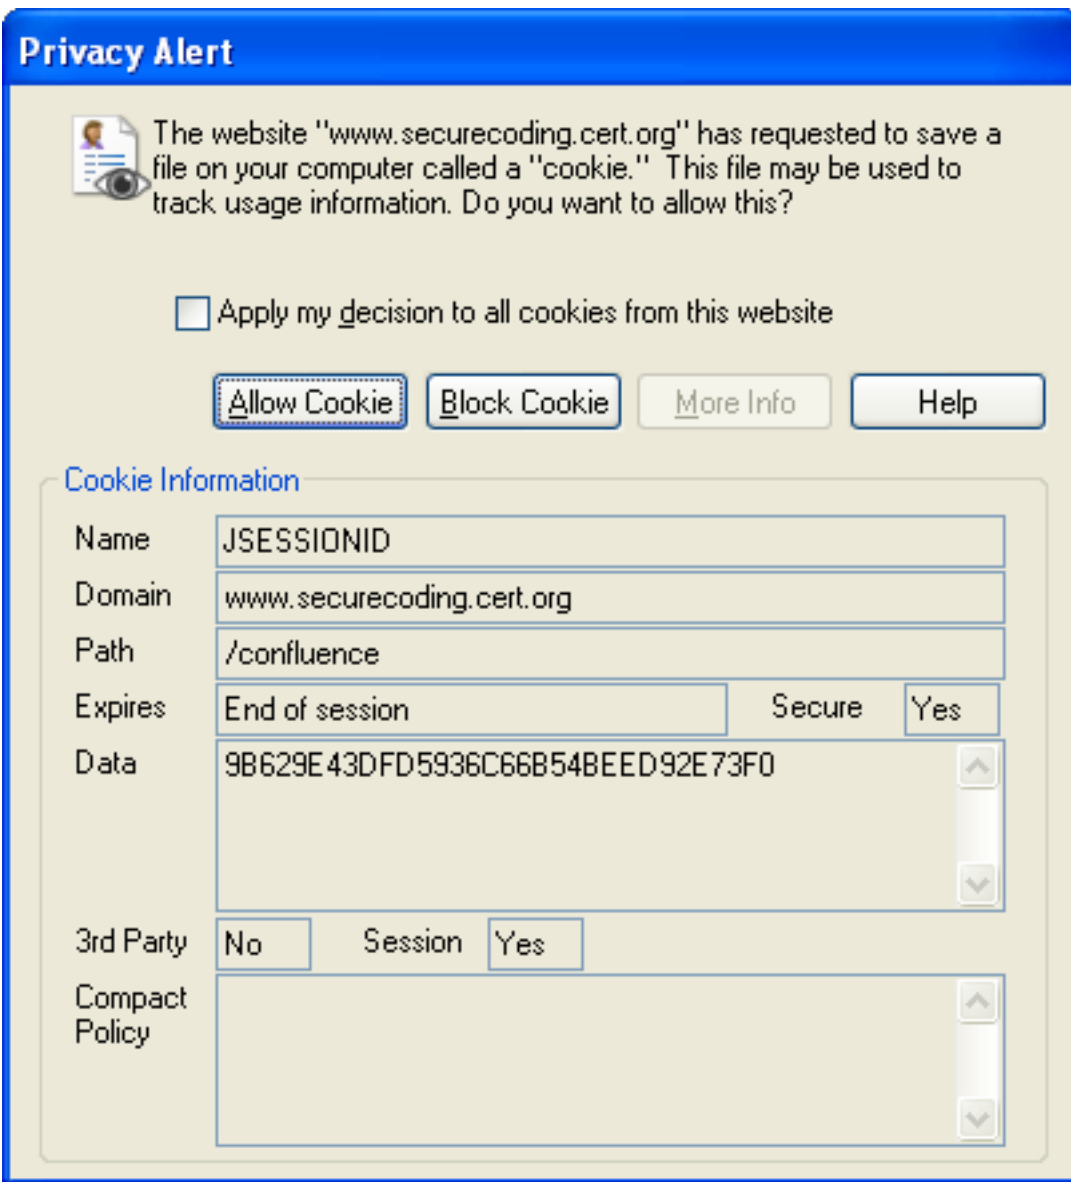 Privacy Alert
The website "www.securecoding.cert.org" has requested to save a
file on your computer called a "cookie." This file may be used to
track usage information. Do you want to allow this?
Apply my decision to all cookies from this website
Allow Cookie Block Cookie More Info Help
Cookie Information
Name JSESSIONID
Domain www.securecoding.cert.org
Path /confluence
Expires End of session Secure Yes
Data 9B629E43DFD5936C66B54BEED92E73F0
3rd Party No Session Yes
Compact
Policy